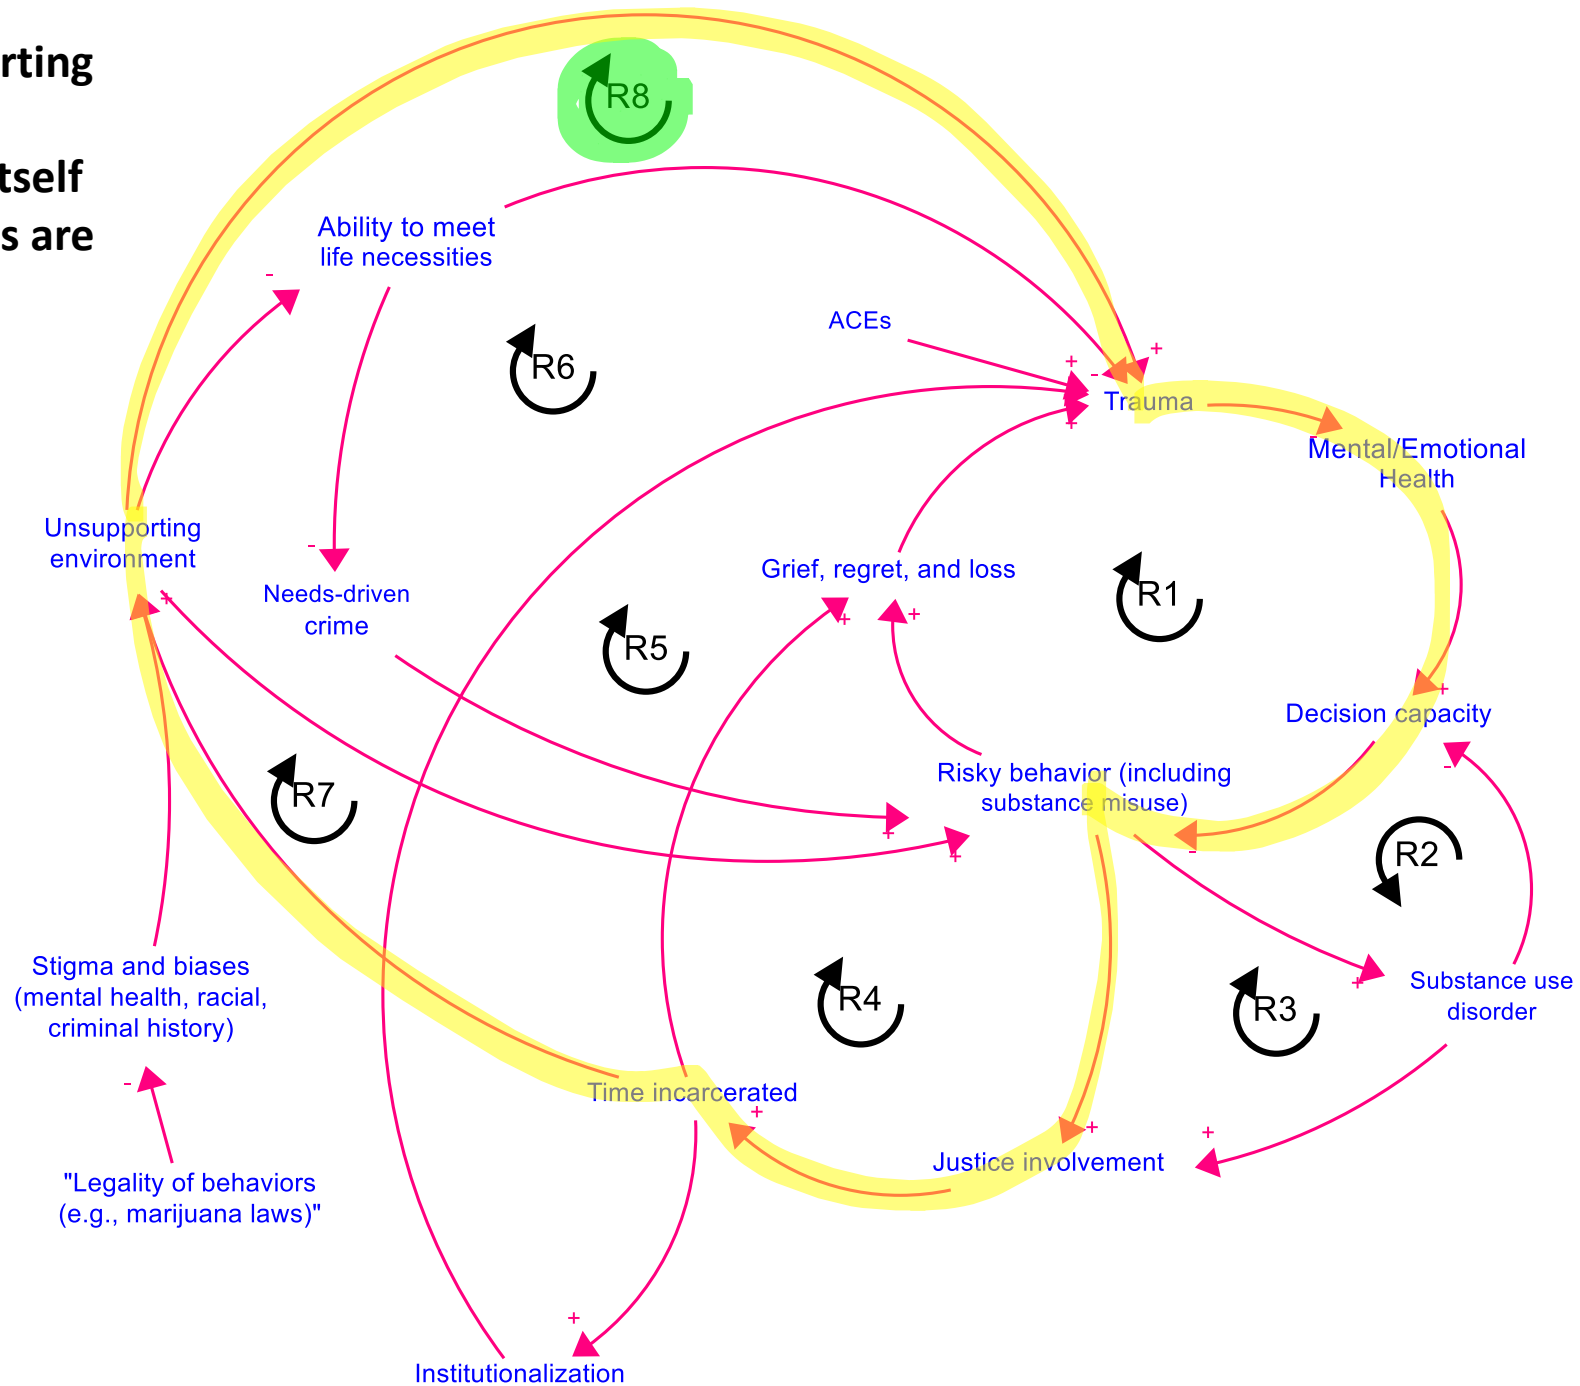 rting
tself
s are
R8
Ability to meet
life necessities
-
ACEs
R6
+
-
+
Trauma
+
-
Mental/Emotional
Health
Unsupporting
environment
+
-
Needs-driven
crime
Grief, regret, and loss
+
+
R1
R5
+
Decision capacity
-
Risky behavior (including
substance misuse)
R7
+
+
-
R2
Stigma and biases
(mental health, racial,
criminal history)
R4
R3
+
Substance use
disorder
-
Time incarcerated
+
+
+
Justice involvement
"Legality of behaviors
(e.g., marijuana laws)"
+
Institutionalization